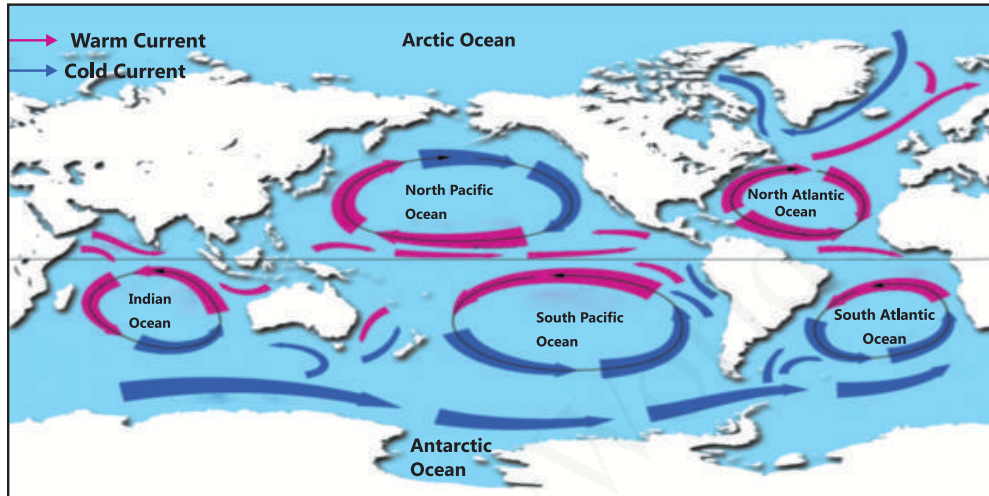 Warm Current
Cold Current
Arctic Ocean
North Pacific
Ocean
North Atlantic
Ocean
Indian
Ocean
South Pacific
Ocean
South Atlantic
Ocean
Antarctic
Ocean